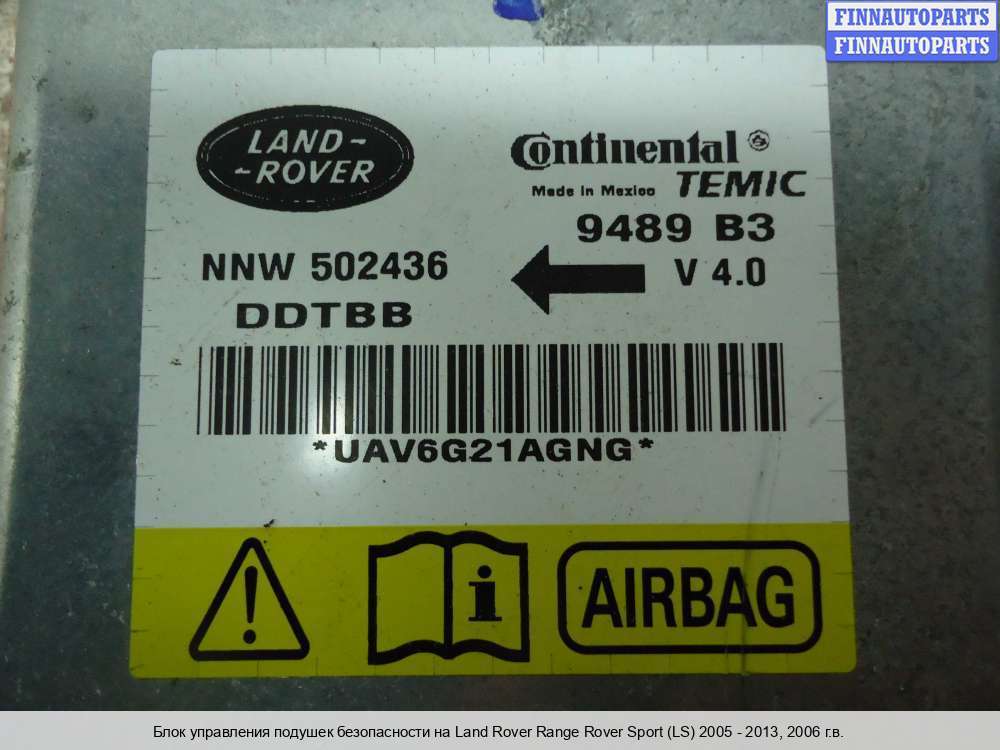 FINNAUTOPARTS
FINNAUTOPARTS
LAND-
-ROVER
Continental®
Made in Mexico TEMIC
9489 B3
NNW 502436
V 4.0
DDTBB
*UAV6G21AGNG*
i
AIRBAG
Блок управления подушек безопасности на Land Rover Range Rover Sport (LS) 2005 - 2013, 2006 г.в.